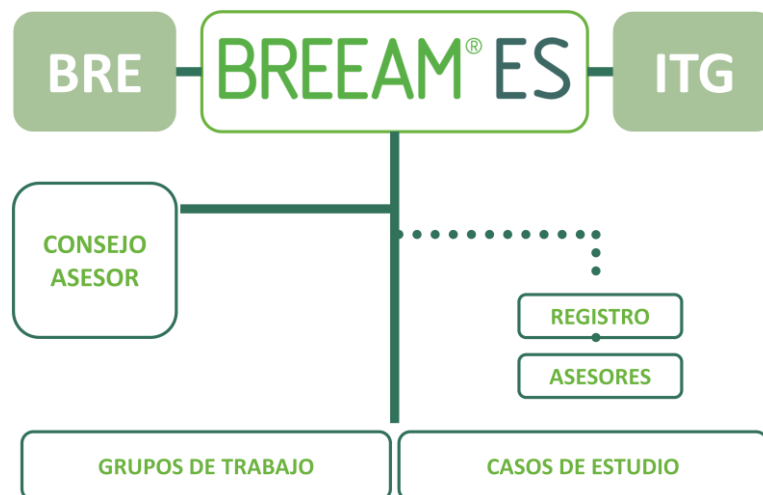 BRE
BREEAM® ES
ITG
CONSEJO
ASESOR
REGISTRO
ASESORES
GRUPOS DE TRABAJO
CASOS DE ESTUDIO